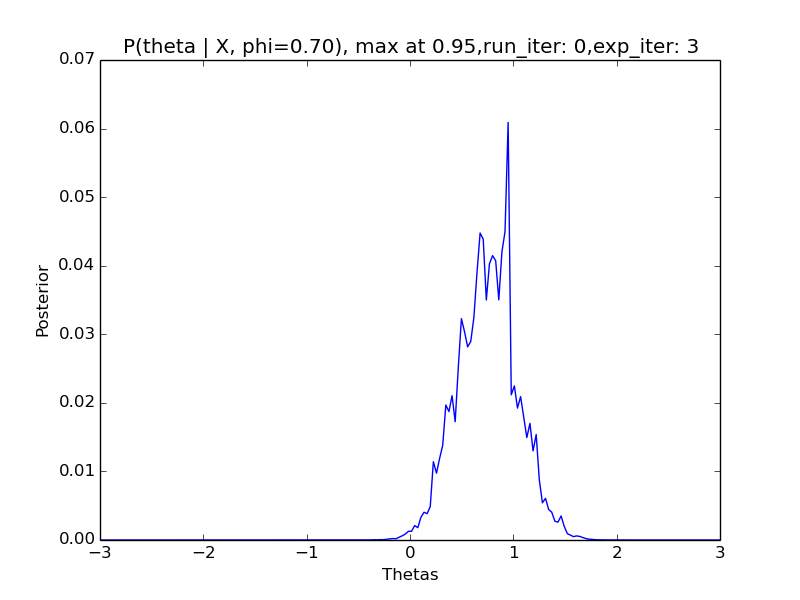 P(theta | X, phi=0.70), max at 0.95,run_iter: 0,exp_iter: 3
0.07
0.06
0.05
0.04
0.03
0.02
0.01
0.00
Posterior
−3 −2 −1 0 1 2 3
Thetas